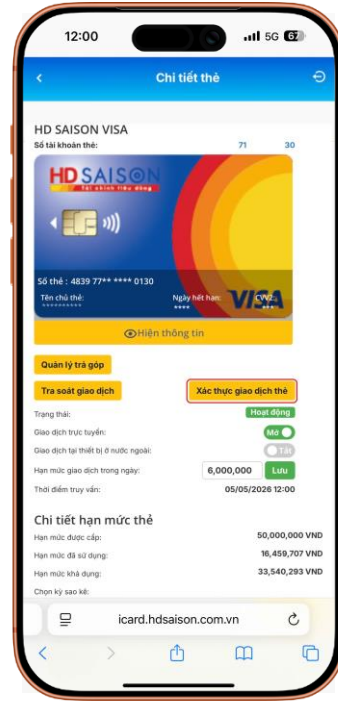 12:00 5G 67
Chi tiết thẻ
HD SAISON VISA
Số tài khoản thẻ: 71 30
HD SAISON
Tài chính tiêu dùng
Số thẻ : 4839 77** **** 0130
Tên chủ thẻ: Ngày hết hạn: CVV2:
********** **** ***
VISA
Hiện thông tin
Quản lý trả góp
Tra soát giao dịch Xác thực giao dịch thẻ
Trạng thái: Hoạt động
Giao dịch trực tuyến: Mở
Giao dịch tại thiết bị ở nước ngoài: Tắt
Hạn mức giao dịch trong ngày: 6,000,000 Lưu
Thời điểm truy vấn: 05/05/2026 12:00
Chi tiết hạn mức thẻ
Hạn mức được cấp: 50,000,000 VND
Hạn mức đã sử dụng: 16,459,707 VND
Hạn mức khả dụng: 33,540,293 VND
Chọn kỳ sao kê:
icard.hdsaison.com.vn